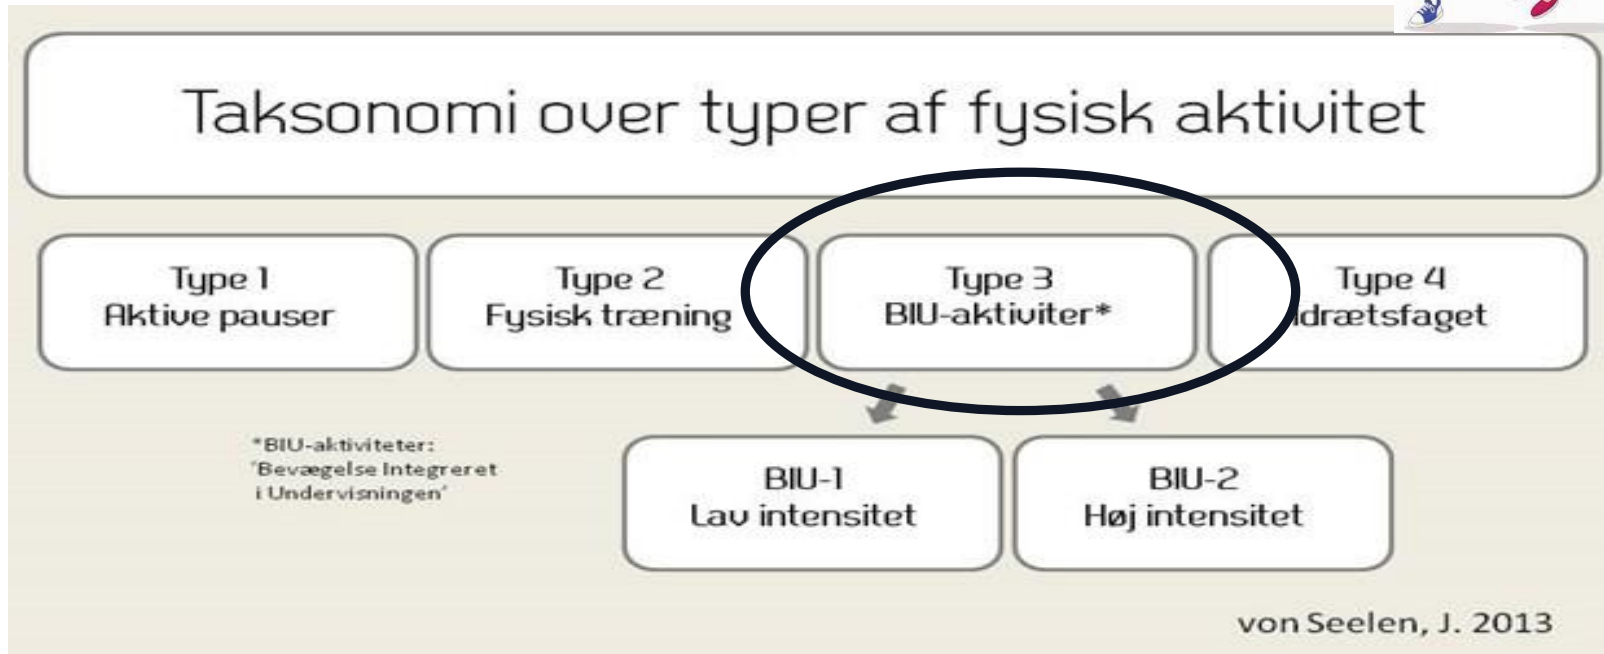 Taksonomi over typer af fysisk aktivitet
Type 1
Aktive pauser
Type 2
Fysisk træning
Type 3
BIU-aktiviter*
Type 4
drætsfaget
*BIU-aktiviteter:
'Bevægelse Integreret
i Undervisningen'
BIU-1
Lav intensitet
BIU-2
Høj intensitet
von Seelen, J. 2013